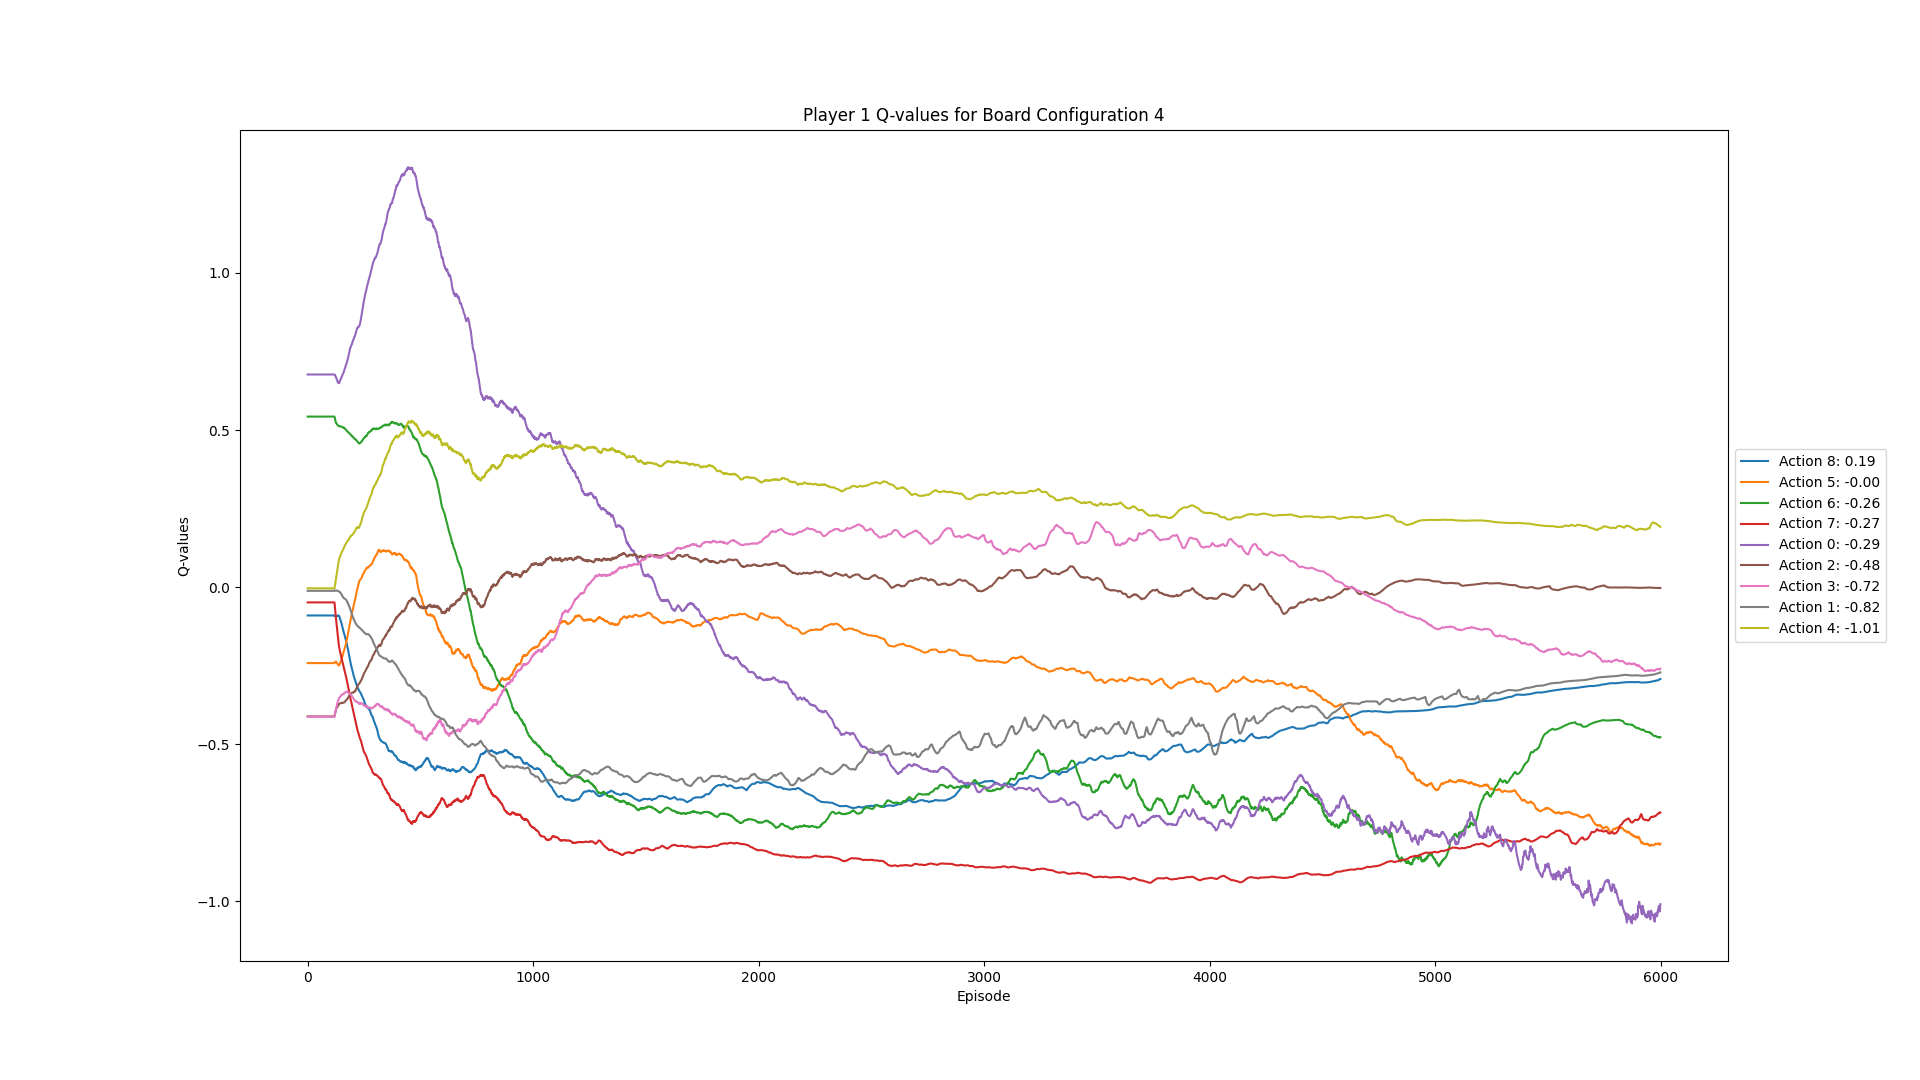 Player 1 Q-values for Board Configuration 4
Q-values
1.0
0.5
0.0
−0.5
−1.0
0
1000
2000
3000
4000
5000
6000
Episode
Action 8: 0.19
Action 5: -0.00
Action 6: -0.26
Action 7: -0.27
Action 0: -0.29
Action 2: -0.48
Action 3: -0.72
Action 1: -0.82
Action 4: -1.01